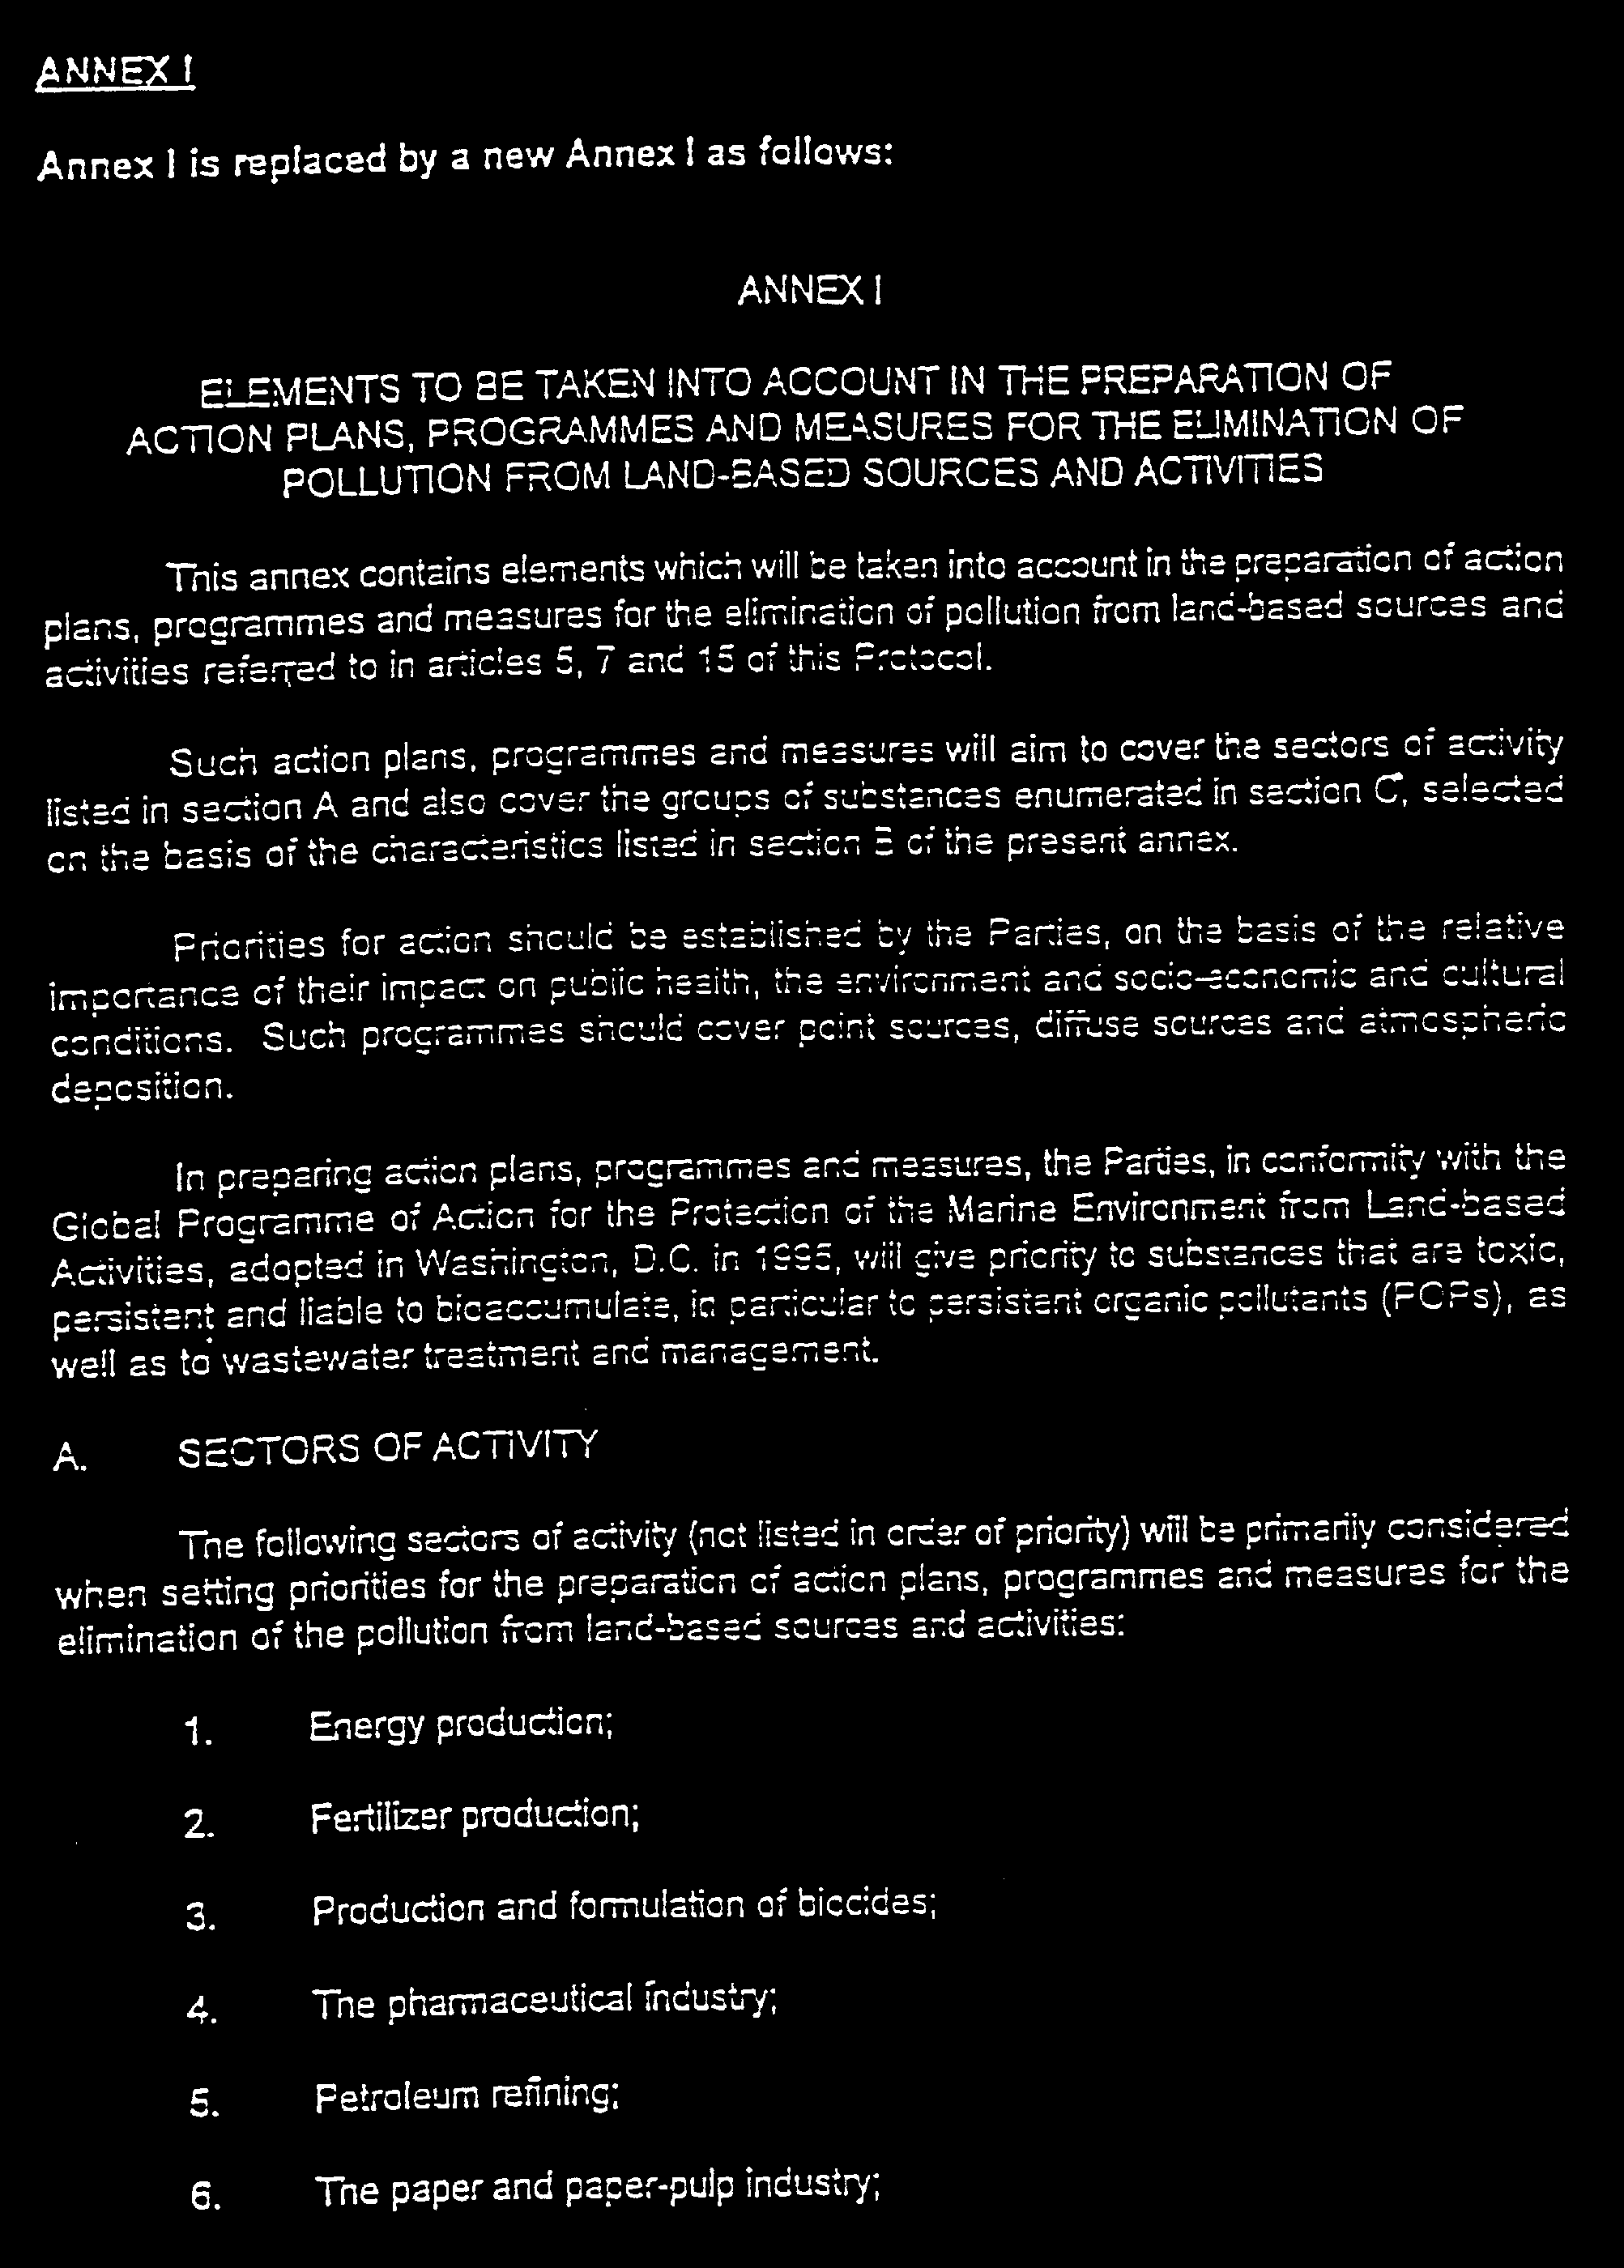 ANNEX I
Annex I is replaced by a new Annex I as follows:
ANNEX I
ELEMENTS TO BE TAKEN INTO ACCOUNT IN THE PREPARATION OF
ACTION PLANS, PROGRAMMES AND MEASURES FOR THE ELIMINATION OF
POLLUTION FROM LAND-BASED SOURCES AND ACTIVITIES
This annex contains elements which will be taken into account in the preparation of action
plans, programmes and measures for the elimination of pollution from land-based sources and
activities referred to in articles 5, 7 and 15 of this Protocol.
Such action plans, programmes and measures will aim to cover the sectors of activity
listed in section A and also cover the groups of substances enumerated in section C, selected
on the basis of the characteristics listed in section B of the present annex.
Priorities for action should be established by the Parties, on the basis of the relative
importance of their impact on public health, the environment and socio-economic and cultural
conditions. Such programmes should cover point sources, diffuse sources and atmospheric
deposition.
In preparing action plans, programmes and measures, the Parties, in conformity with the
Global Programme of Action for the Protection of the Marine Environment from Land-based
Activities, adopted in Washington, D.C. in 1995, will give priority to substances that are toxic,
persistent and liable to bioaccumulate, in particular to persistent organic pollutants (POPs), as
well as to wastewater treatment and management.
A. SECTORS OF ACTIVITY
The following sectors of activity (not listed in order of priority) will be primarily considered
when setting priorities for the preparation of action plans, programmes and measures for the
elimination of the pollution from land-based sources and activities:
1. Energy production;
2. Fertilizer production;
3. Production and formulation of biocides;
4. The pharmaceutical industry;
5. Petroleum refining;
6. The paper and paper-pulp industry;